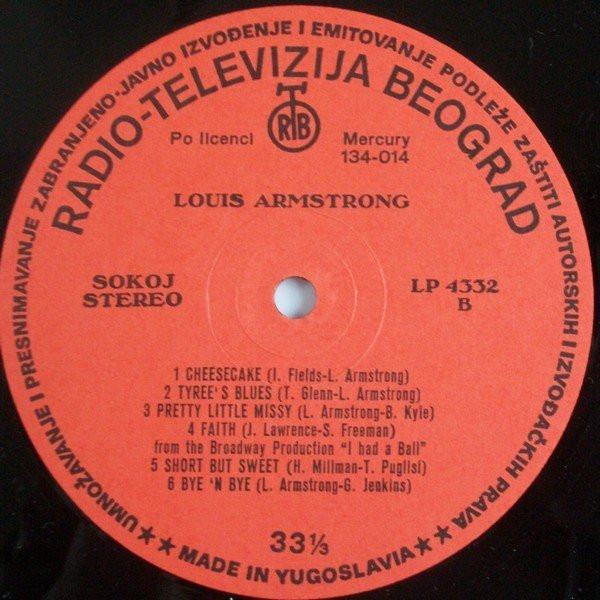 UMNOŽAVANJE I PRESNIMAVANJE ZABRANJENO-JAVNO IZVOĐENJE I EMITOVANJE PODLEŽE ZAŠTITI AUTORSKIH I IZVOĐAČKIH PRAVA
RADIO-TELEVIZIJA BEOGRAD
RTB
Po licenci Mercury
134-014
LOUIS ARMSTRONG
SOKOJ LP 4332
STEREO B
1 CHEESECAKE (I. Fields-L. Armstrong)
2 TYREE'S BLUES (T. Glenn-L. Armstrong)
3 PRETTY LITTLE MISSY (L. Armstrong-B. Kyle)
4 FAITH (J. Lawrence-S. Freeman)
from the Broadway Production "I had a Ball"
5 SHORT BUT SWEET (H. Millman-T. Puglisi)
6 BYE 'N BYE (L. Armstrong-G. Jenkins)
33⅓
★★ MADE IN YUGOSLAVIA ★★